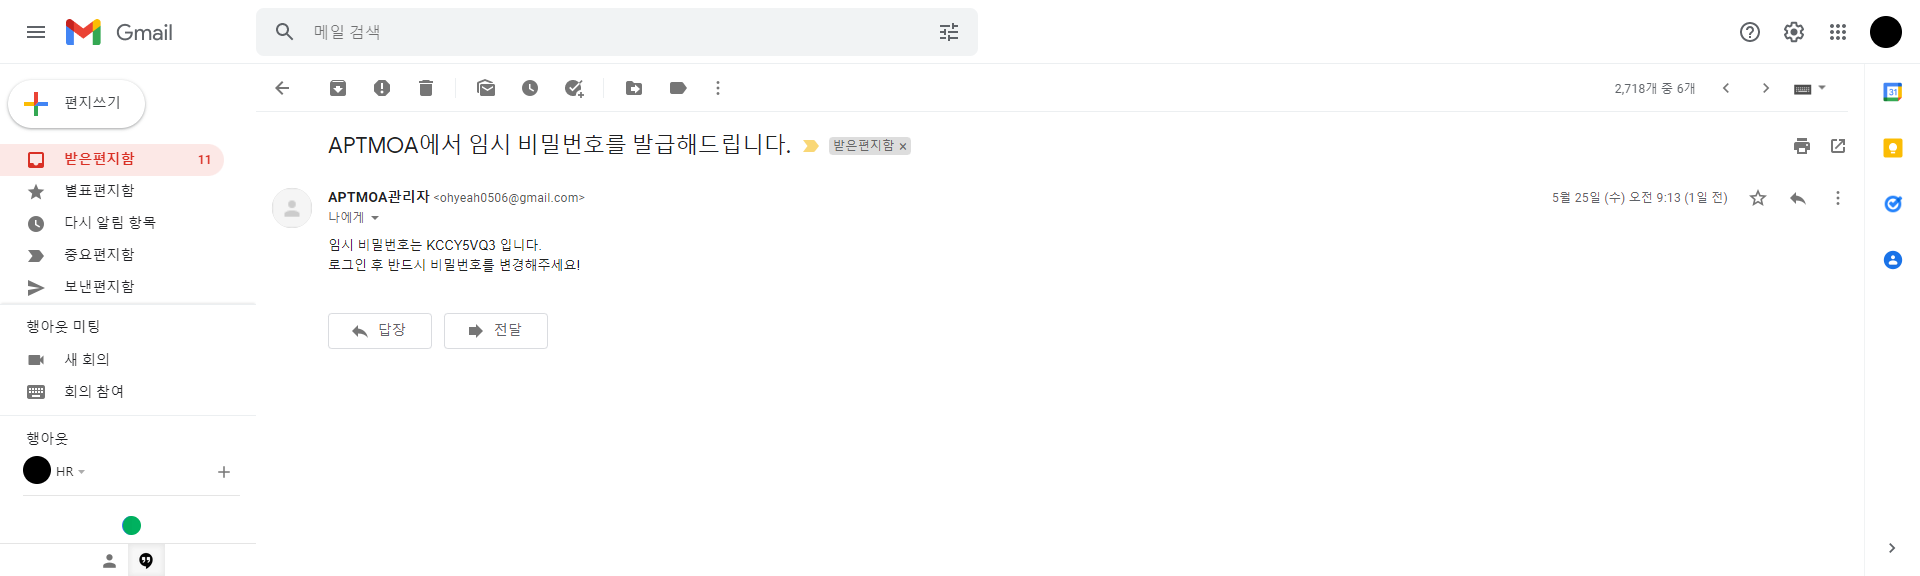 Gmail
메일 검색
편지쓰기
2,718개 중 6개
31
받은편지함 11
별표편지함
다시 알림 항목
중요편지함
보낸편지함
행아웃 미팅
새 회의
회의 참여
행아웃
HR
APTMOA에서 임시 비밀번호를 발급해드립니다. 받은편지함 x
APTMOA관리자 <ohyeah0506@gmail.com> 5월 25일 (수) 오전 9:13 (1일 전)
나에게
임시 비밀번호는 KCCY5VQ3 입니다.
로그인 후 반드시 비밀번호를 변경해주세요!
답장 전달